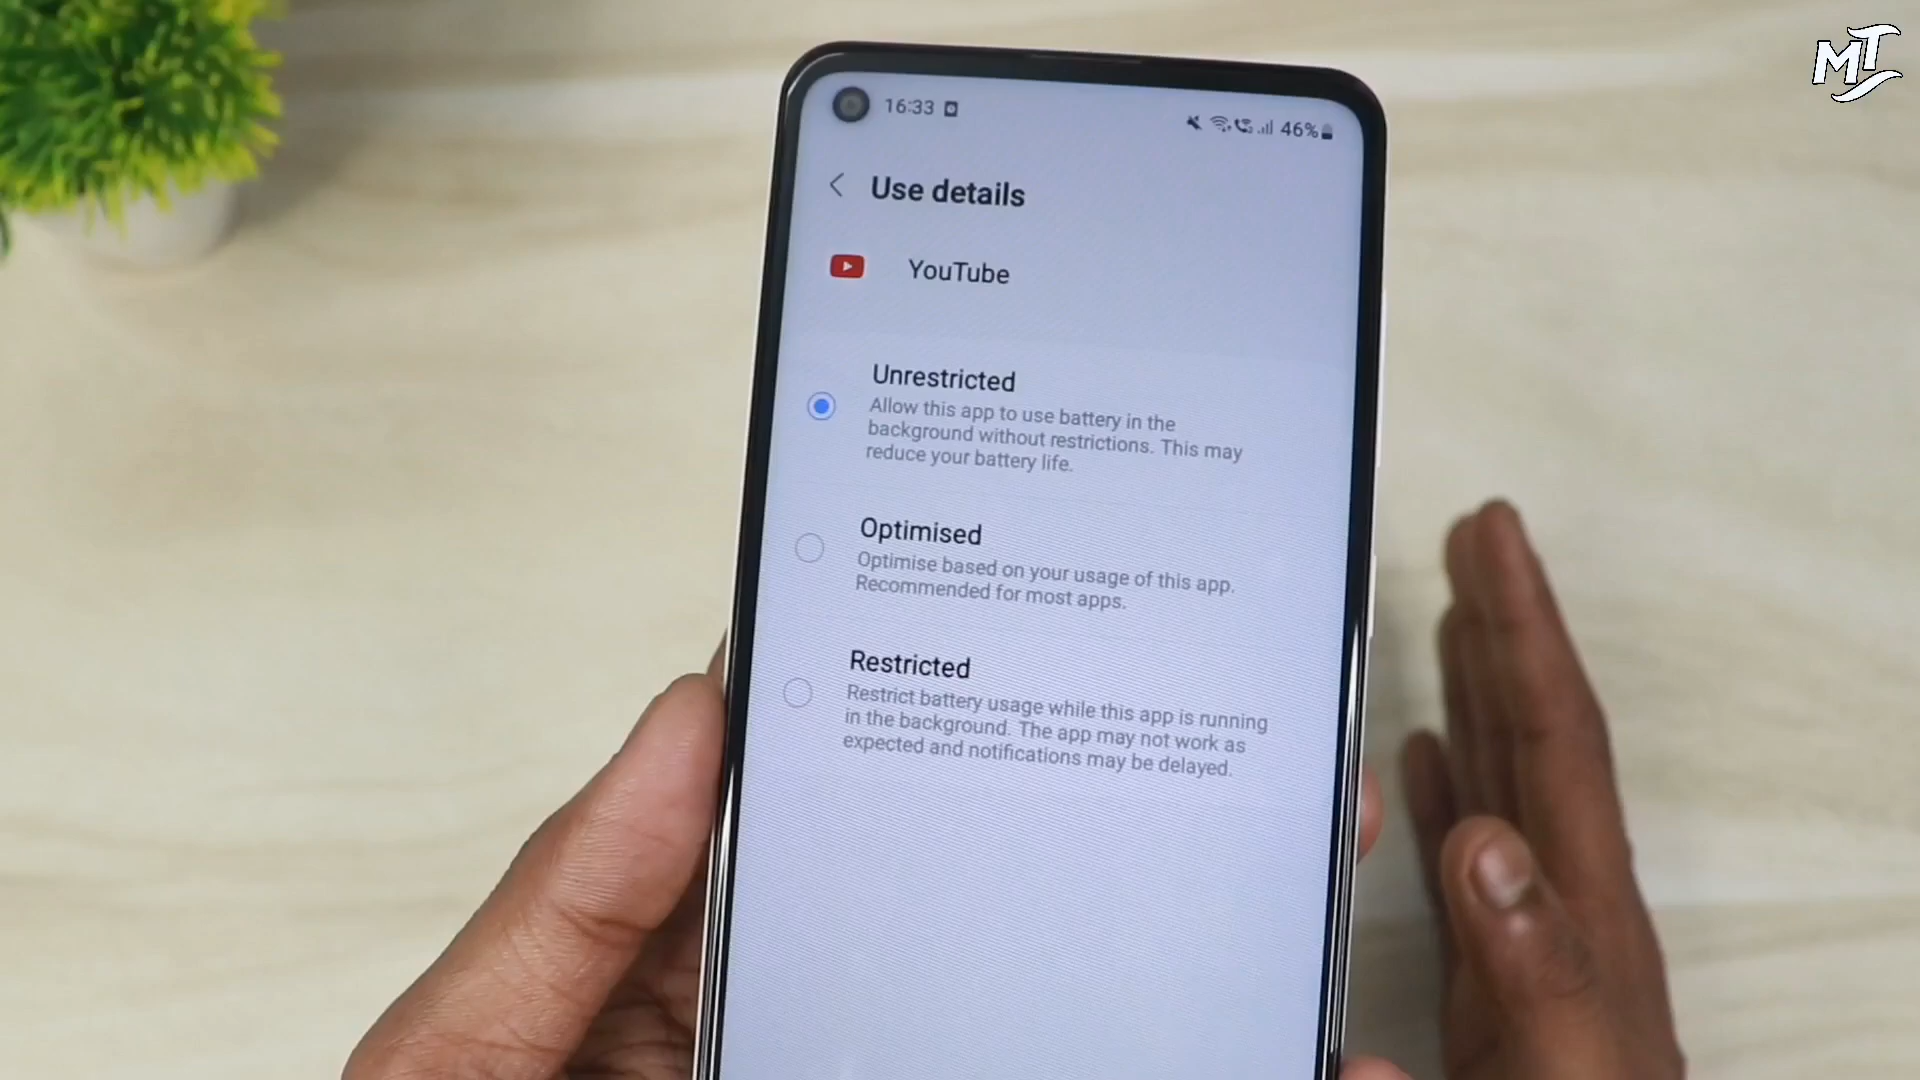 MT
16:33
46%
Use details
YouTube
Unrestricted
Allow this app to use battery in the
background without restrictions. This may
reduce your battery life.
Optimised
Optimise based on your usage of this app.
Recommended for most apps.
Restricted
Restrict battery usage while this app is running
in the background. The app may not work as
expected and notifications may be delayed.